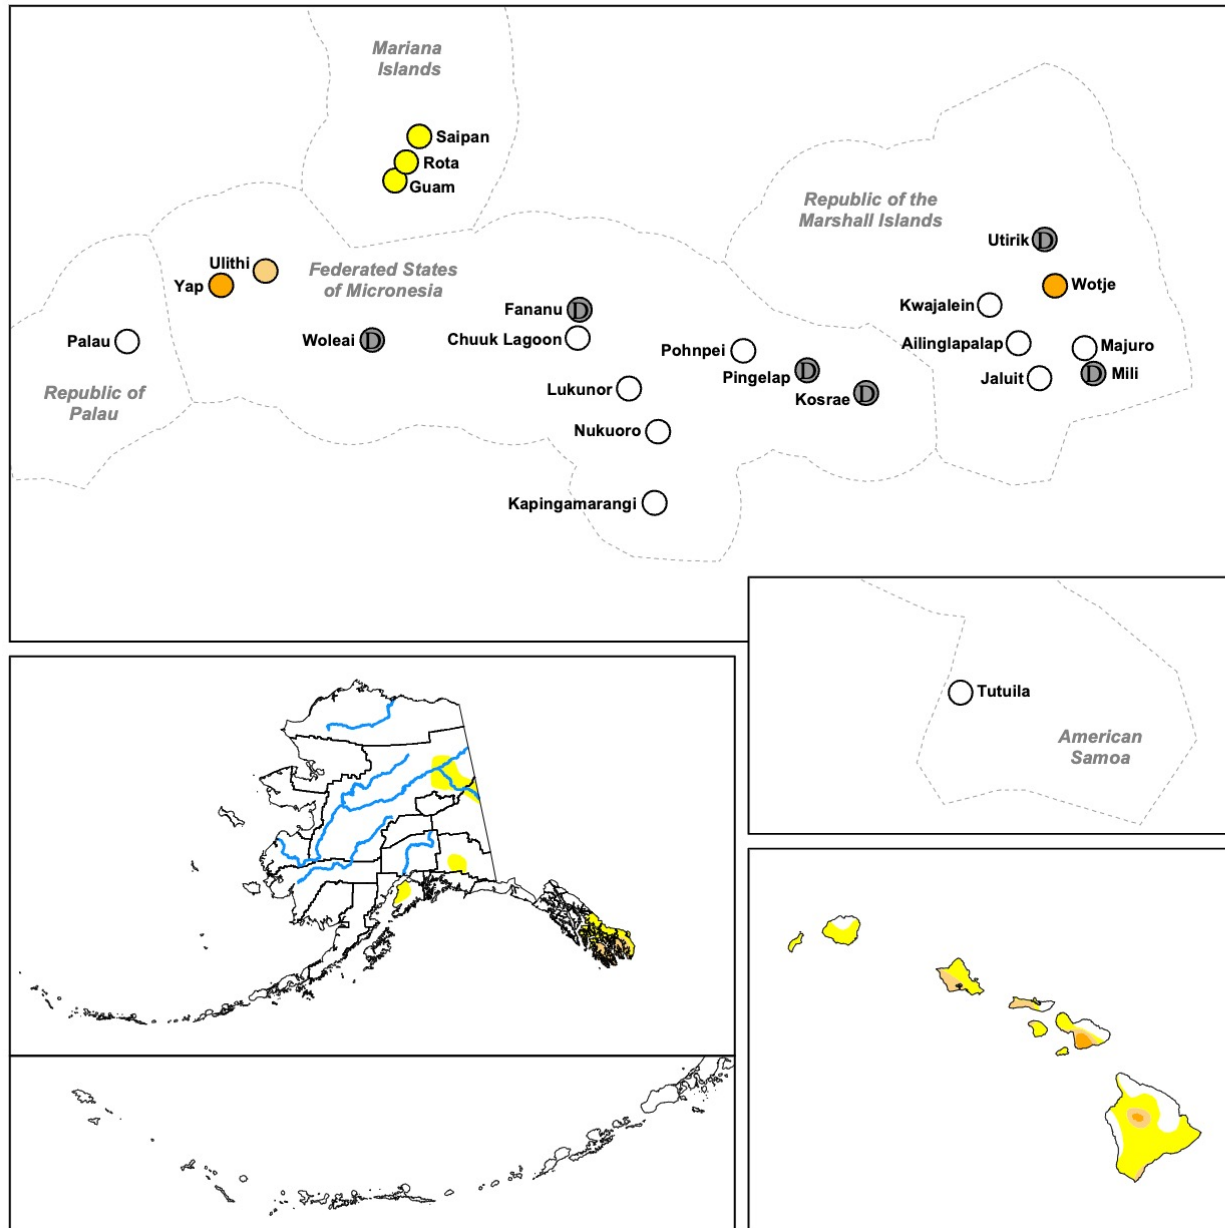 Mariana
Islands
Saipan
Rota
Guam
Republic of the
Marshall Islands
Utirik D
Ulithi
Yap
Federated States
of Micronesia
Wotje
Kwajalein
Fananu D
Woleai D
Chuuk Lagoon
Palau
Ailinglapalap
Majuro
Pohnpei
Pingelap D
Jaluit
D Mili
Republic of
Palau
Lukunor
Kosrae D
Nukuoro
Kapingamarangi
Tutuila
American
Samoa